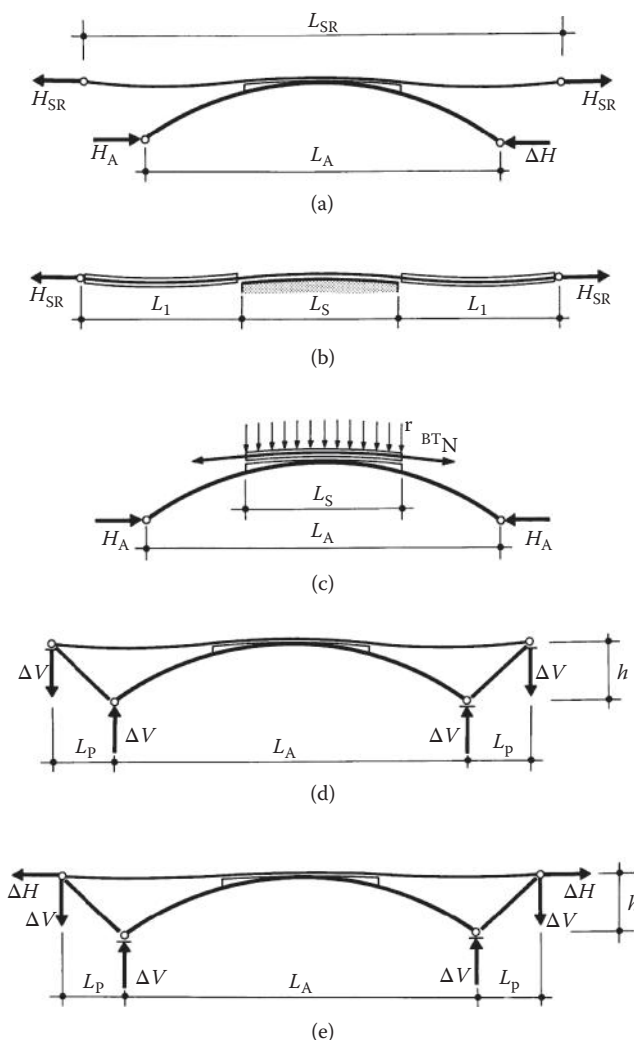 L_SR
H_SR H_SR
H_A L_A ΔH
(a)
H_SR H_SR
L_1 L_S L_1
(b)
r
BT_N
L_S
H_A L_A H_A
(c)
ΔV ΔV h
L_P ΔV L_A ΔV L_p
(d)
ΔH ΔH
ΔV ΔV h
L_P ΔV L_A ΔV L_p
(e)